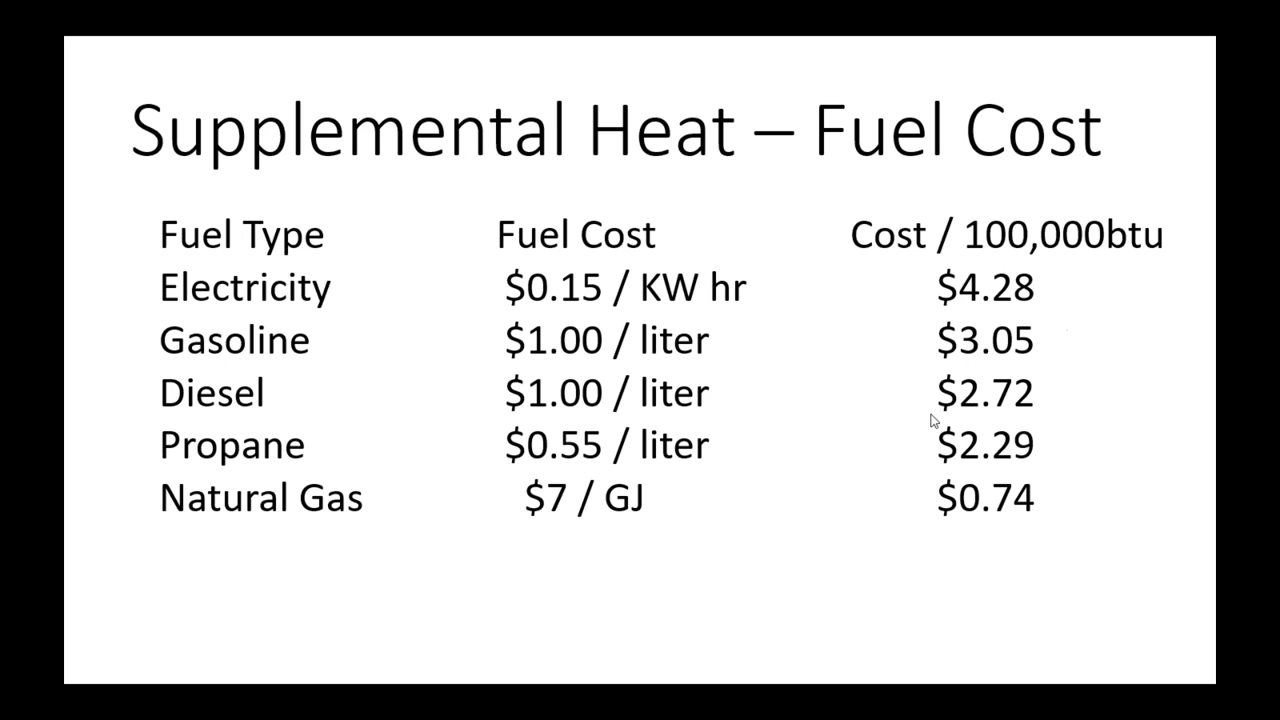 Supplemental Heat – Fuel Cost
Fuel Type Fuel Cost Cost / 100,000btu
Electricity $0.15 / KW hr $4.28
Gasoline $1.00 / liter $3.05
Diesel $1.00 / liter $2.72
Propane $0.55 / liter $2.29
Natural Gas $7 / GJ $0.74